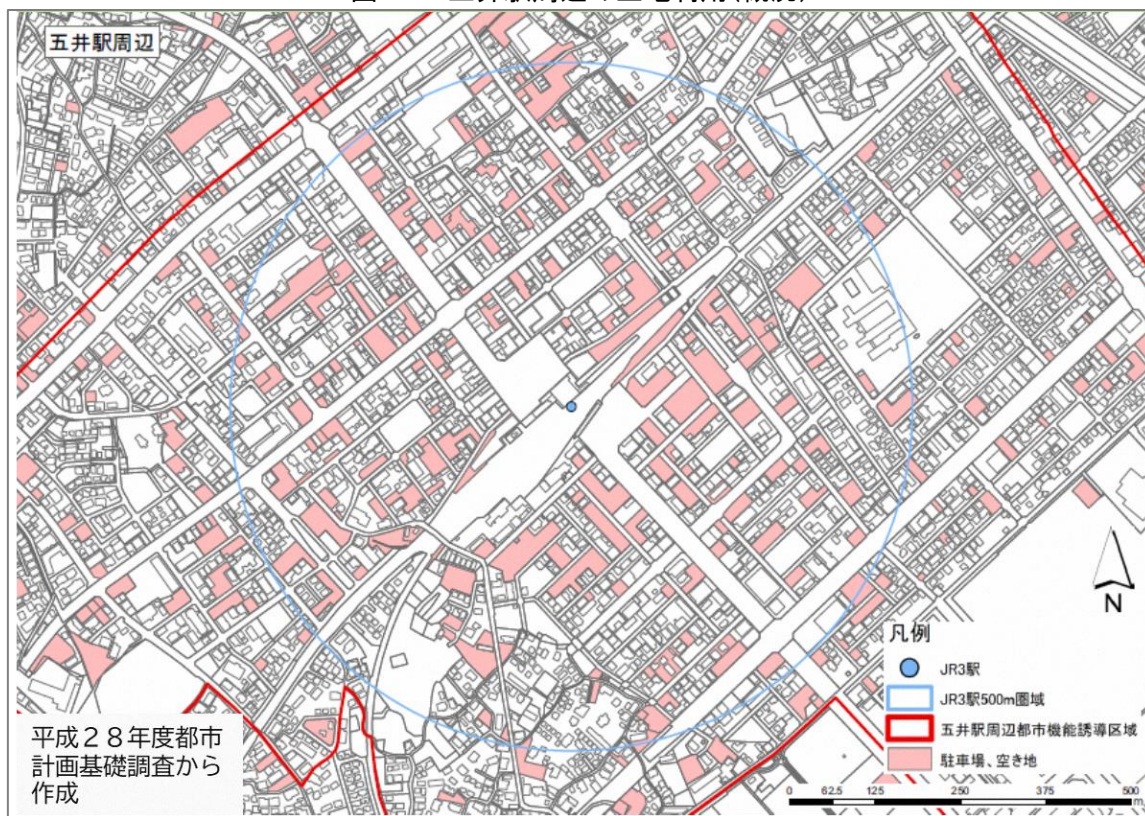 五井駅周辺
N
凡例
JR3駅
JR3駅500m圏域
五井駅周辺都市機能誘導区域
駐車場、空き地
0 62.5 125 250 375 500
m
平成28年度都市
計画基礎調査から
作成